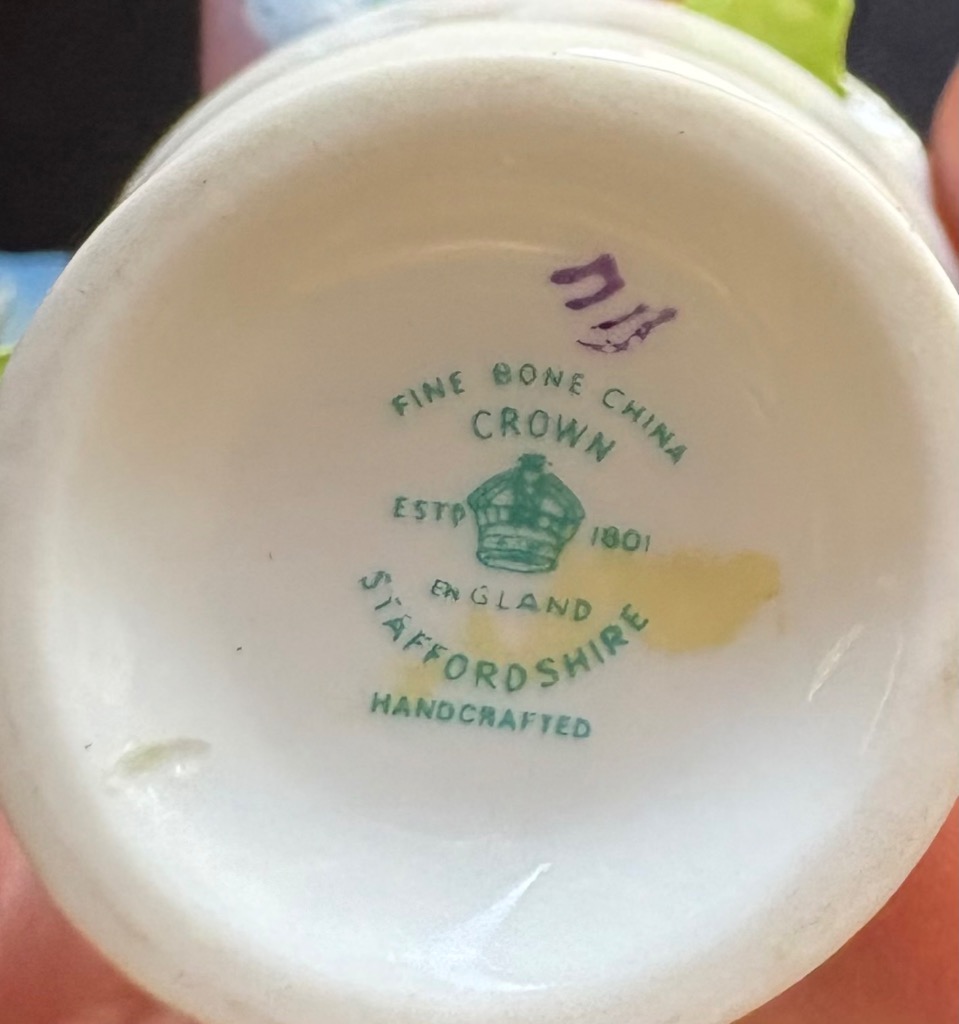 FINE BONE CHINA
CROWN
ESTD 1801
ENGLAND
STAFFORDSHIRE
HANDCRAFTED